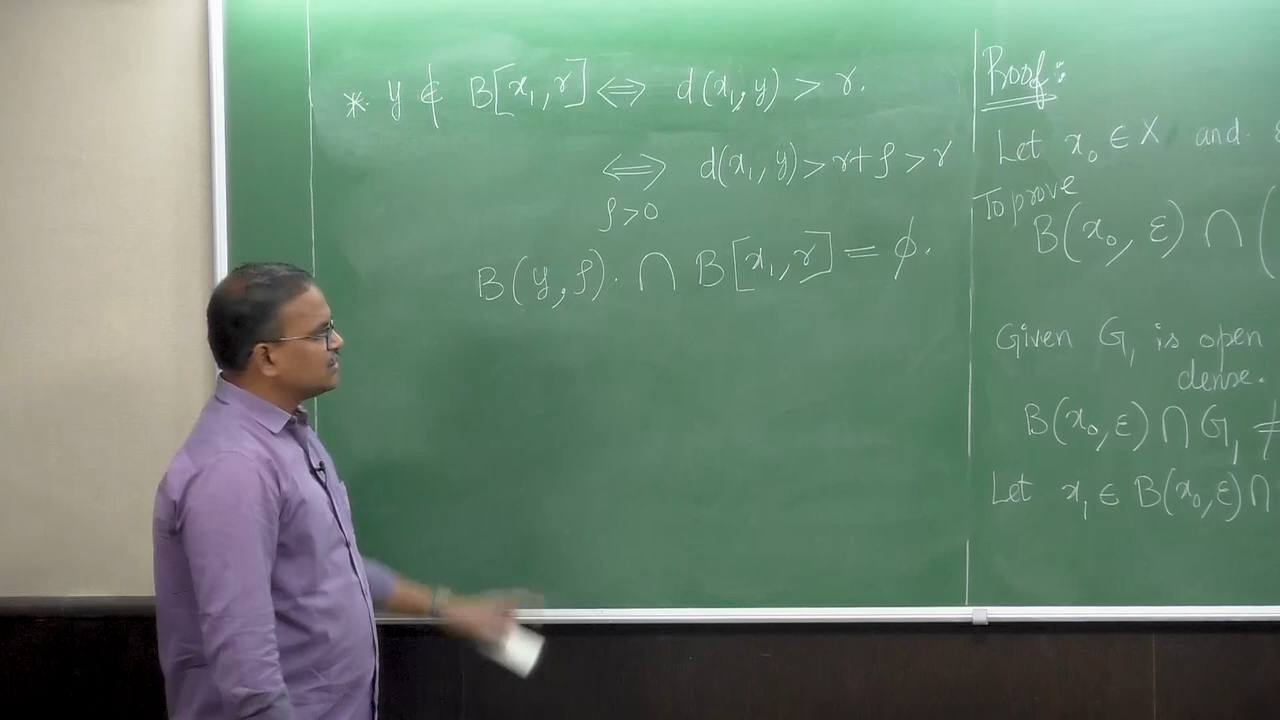 *. y ∉ B[x₁, r] ⟺ d(x₁, y) > r.
⟺ d(x₁, y) > r + ρ > r
ρ > 0
B(y, ρ). ∩ B[x₁, r] = φ.
Proof:
Let x₀ ∈ X and
To prove
B(x₀, ε) ∩ (
Given G₁ is open
dense.
B(x₀, ε) ∩ G₁ ≠
Let x₁ ∈ B(x₀, ε) ∩